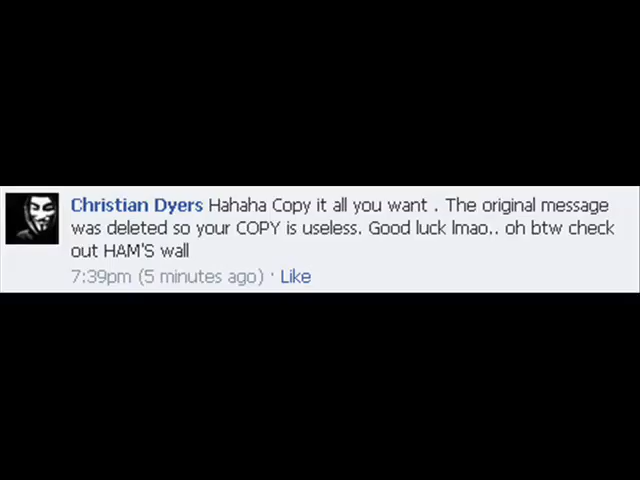 Christian Dyers Hahaha Copy it all you want . The original message
was deleted so your COPY is useless. Good luck lmao.. oh btw check
out HAM'S wall
7:39pm (5 minutes ago) · Like